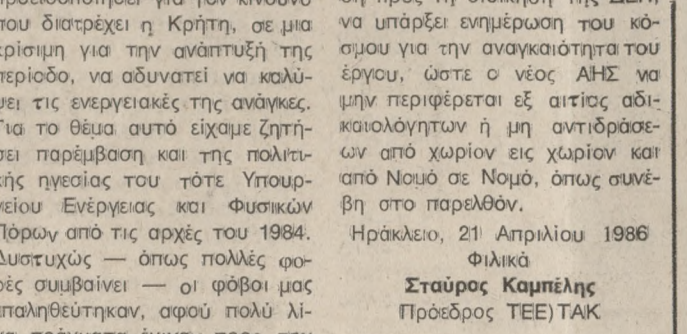 που διατρέχει η Κρήτη, σε μια
κρίσιμη για την ανάπτυξή της
περίοδο, να αδυνατεί να καλύ-
ψει τις ενεργειακές της ανάγκες.
Για το θέμα αυτό είχαμε ζητή-
σει παρέμβαση και της πολιτι-
κής ηγεσίας του τότε Υπουρ-
γείου Ενέργειας και Φυσικών
Πόρων από τις αρχές του 1984.
Δυστυχώς — όπως πολλές φο-
ρές συμβαίνει — οι φόβοι μας
επαληθεύτηκαν, αφού πολύ λί-
να υπάρξει ενημέρωση του κό-
σμου για την αναγκαιότητα του
έργου, ώστε ο νέος ΑΗΣ να
μην περιφέρεται εξ αιτίας αδι-
καιολόγητων ή μη αντιδράσε-
ων από χωρίον εις χωρίον και
από Νομό σε Νομό, όπως συνέ-
βη στο παρελθόν.
Ηράκλειο, 21 Απριλίου 1986
Φιλικά
Σταύρος Καμπέλης
Πρόεδρος ΤΕΕ)ΤΑΚ